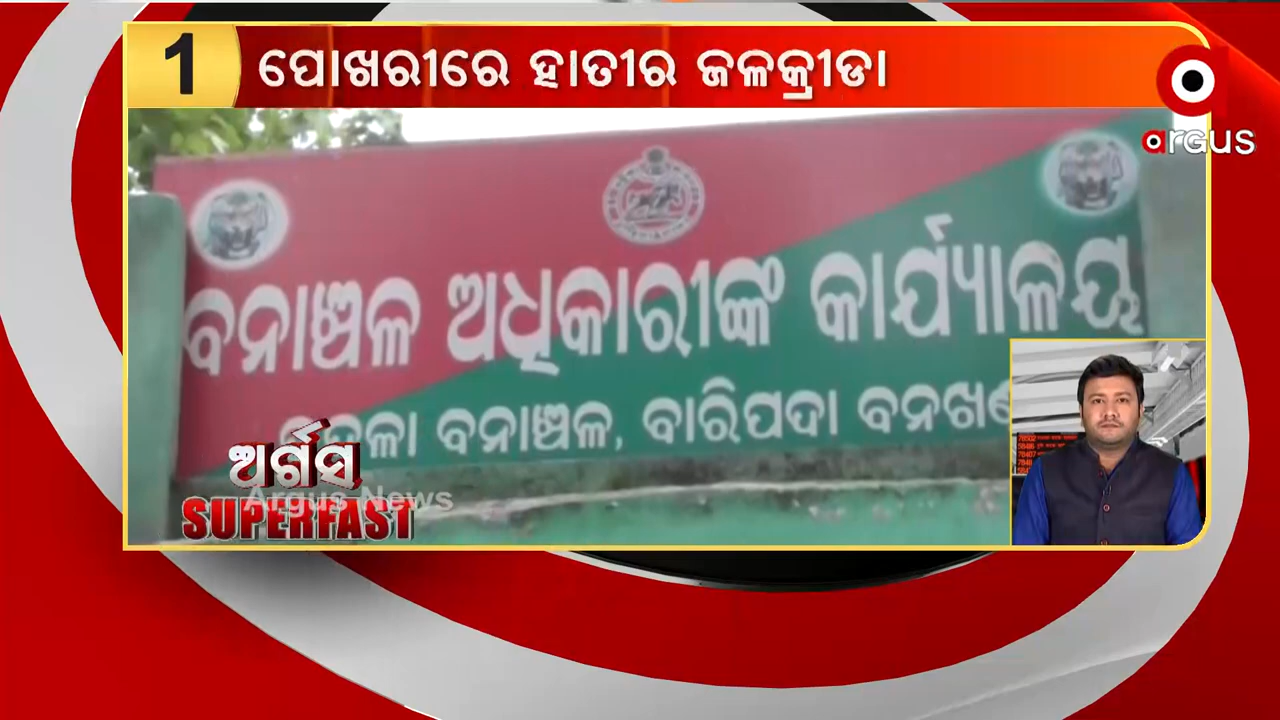 1 ପୋଖରୀରେ ହାତୀର ଜଳକ୍ରୀଡା
argus
ବନାଞ୍ଚଳ ଅଧିକାରୀଙ୍କ କାର୍ଯ୍ୟାଳୟ
ବନାଞ୍ଚଳ, ବାରିପଦା
ଅର୍ଗସ
Argus News
SUPERFAST